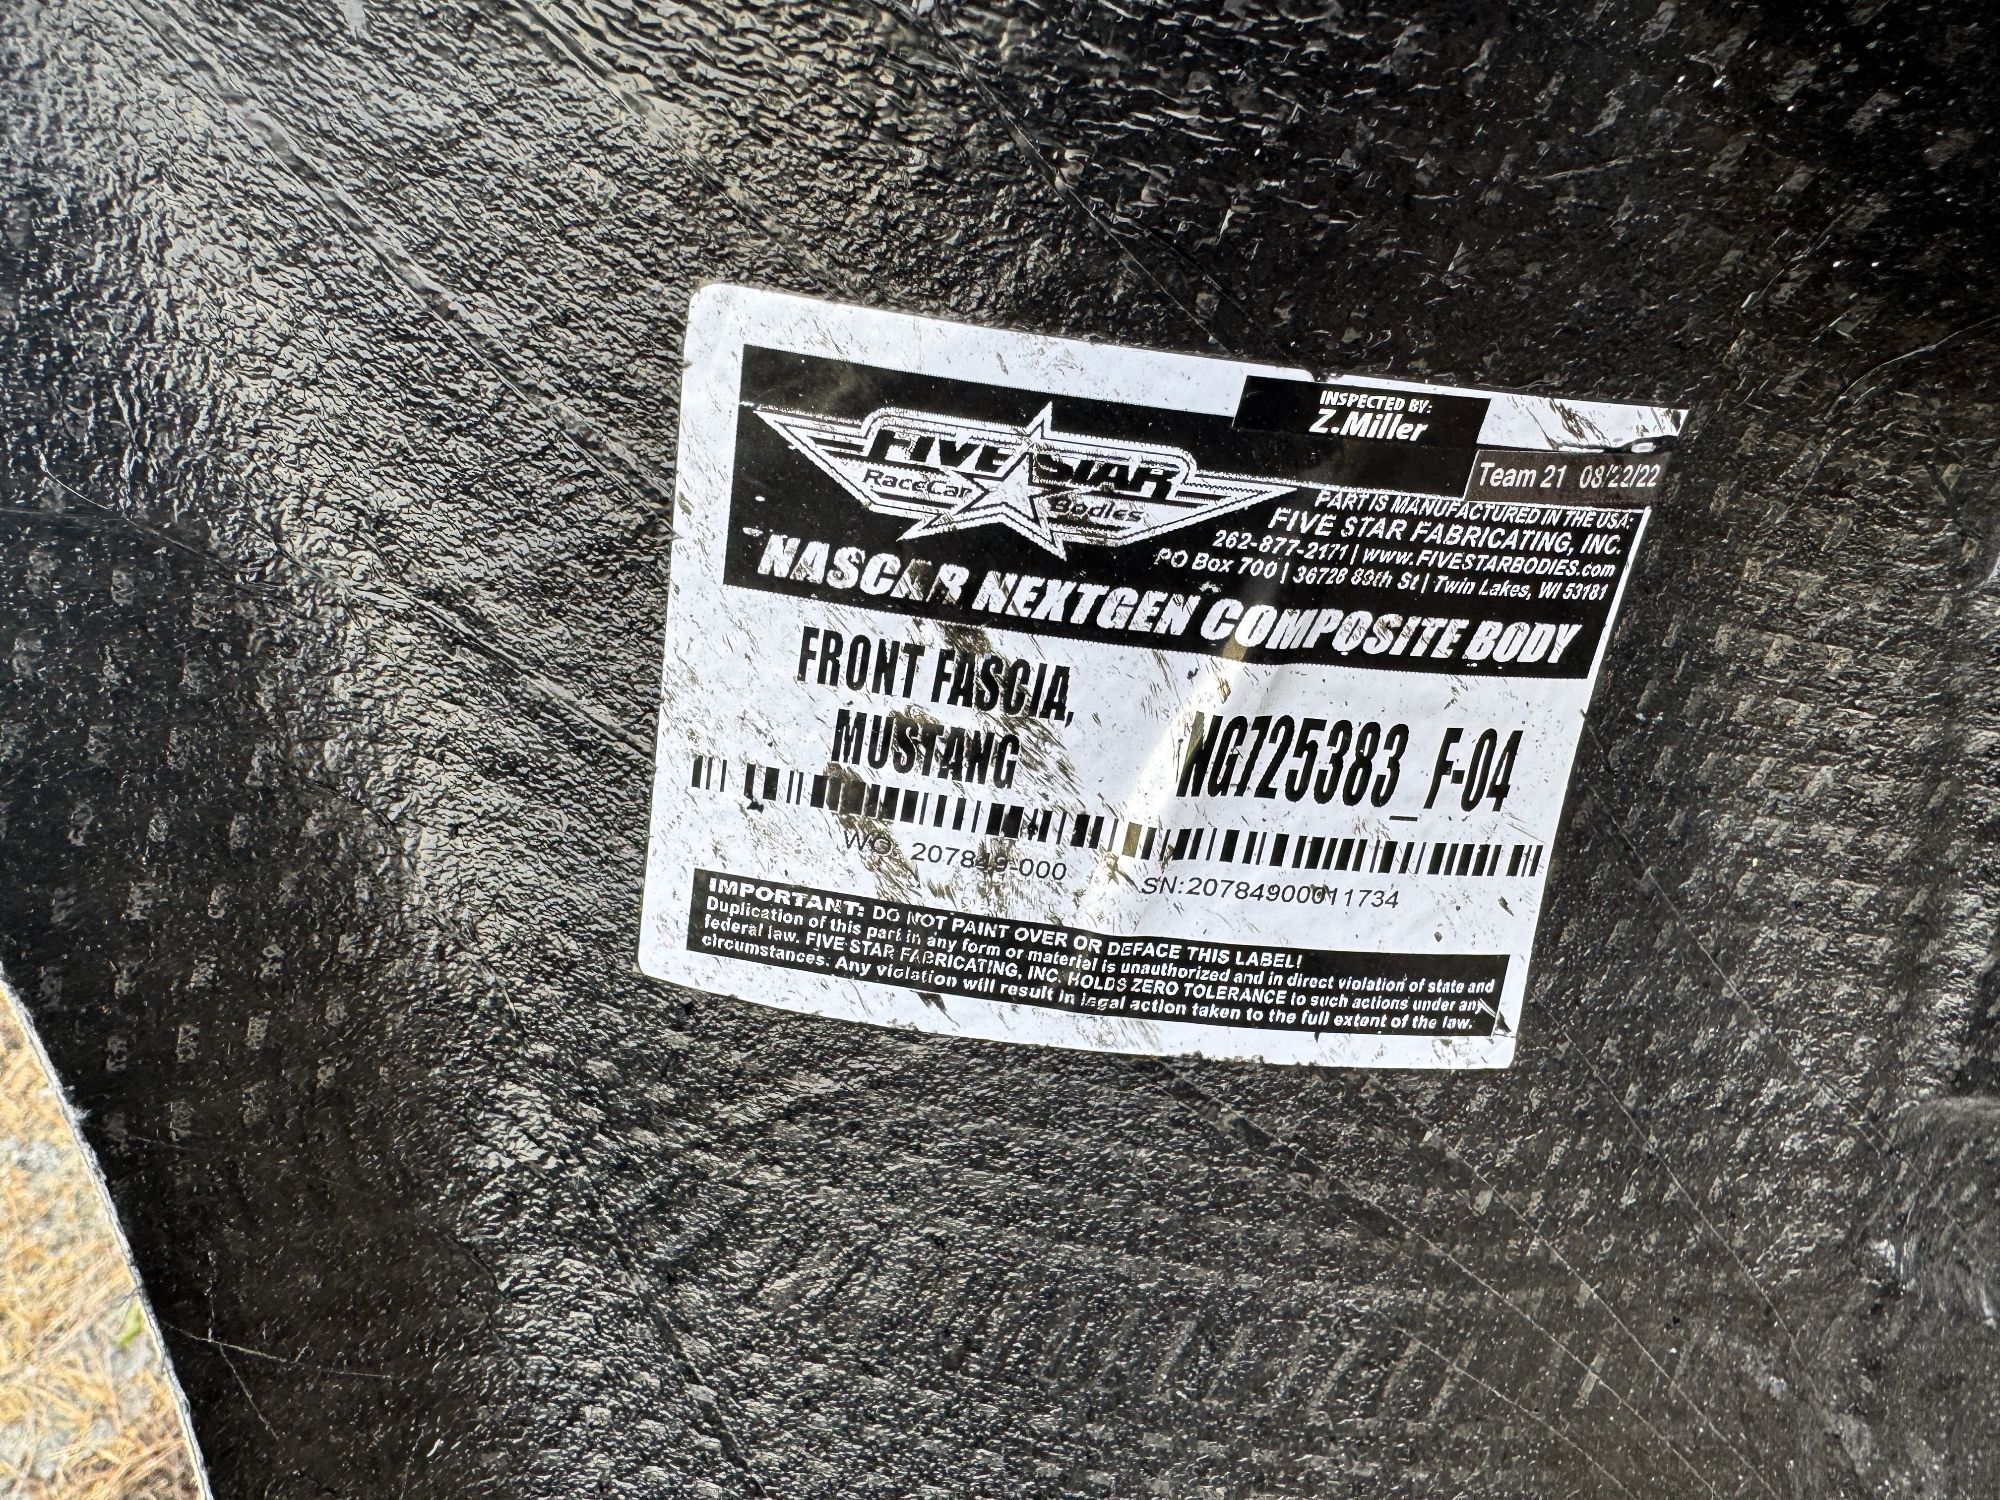 INSPECTED BY:
Z.Miller
Team 21 08/22/22
FIVE STAR
RaceCar Bodies
PART IS MANUFACTURED IN THE USA:
FIVE STAR FABRICATING, INC.
262-877-2171 | www.FIVESTARBODIES.com
PO Box 700 | 36728 89th St | Twin Lakes, WI 53181
NASCAR NEXTGEN COMPOSITE BODY
FRONT FASCIA,
MUSTANG
NG725383_F-04
WO: 207849-000
SN:20784900011734
IMPORTANT: DO NOT PAINT OVER OR DEFACE THIS LABEL!
Duplication of this part in any form or material is unauthorized and in direct violation of state and
federal law. FIVE STAR FABRICATING, INC. HOLDS ZERO TOLERANCE to such actions under any
circumstances. Any violation will result in legal action taken to the full extent of the law.